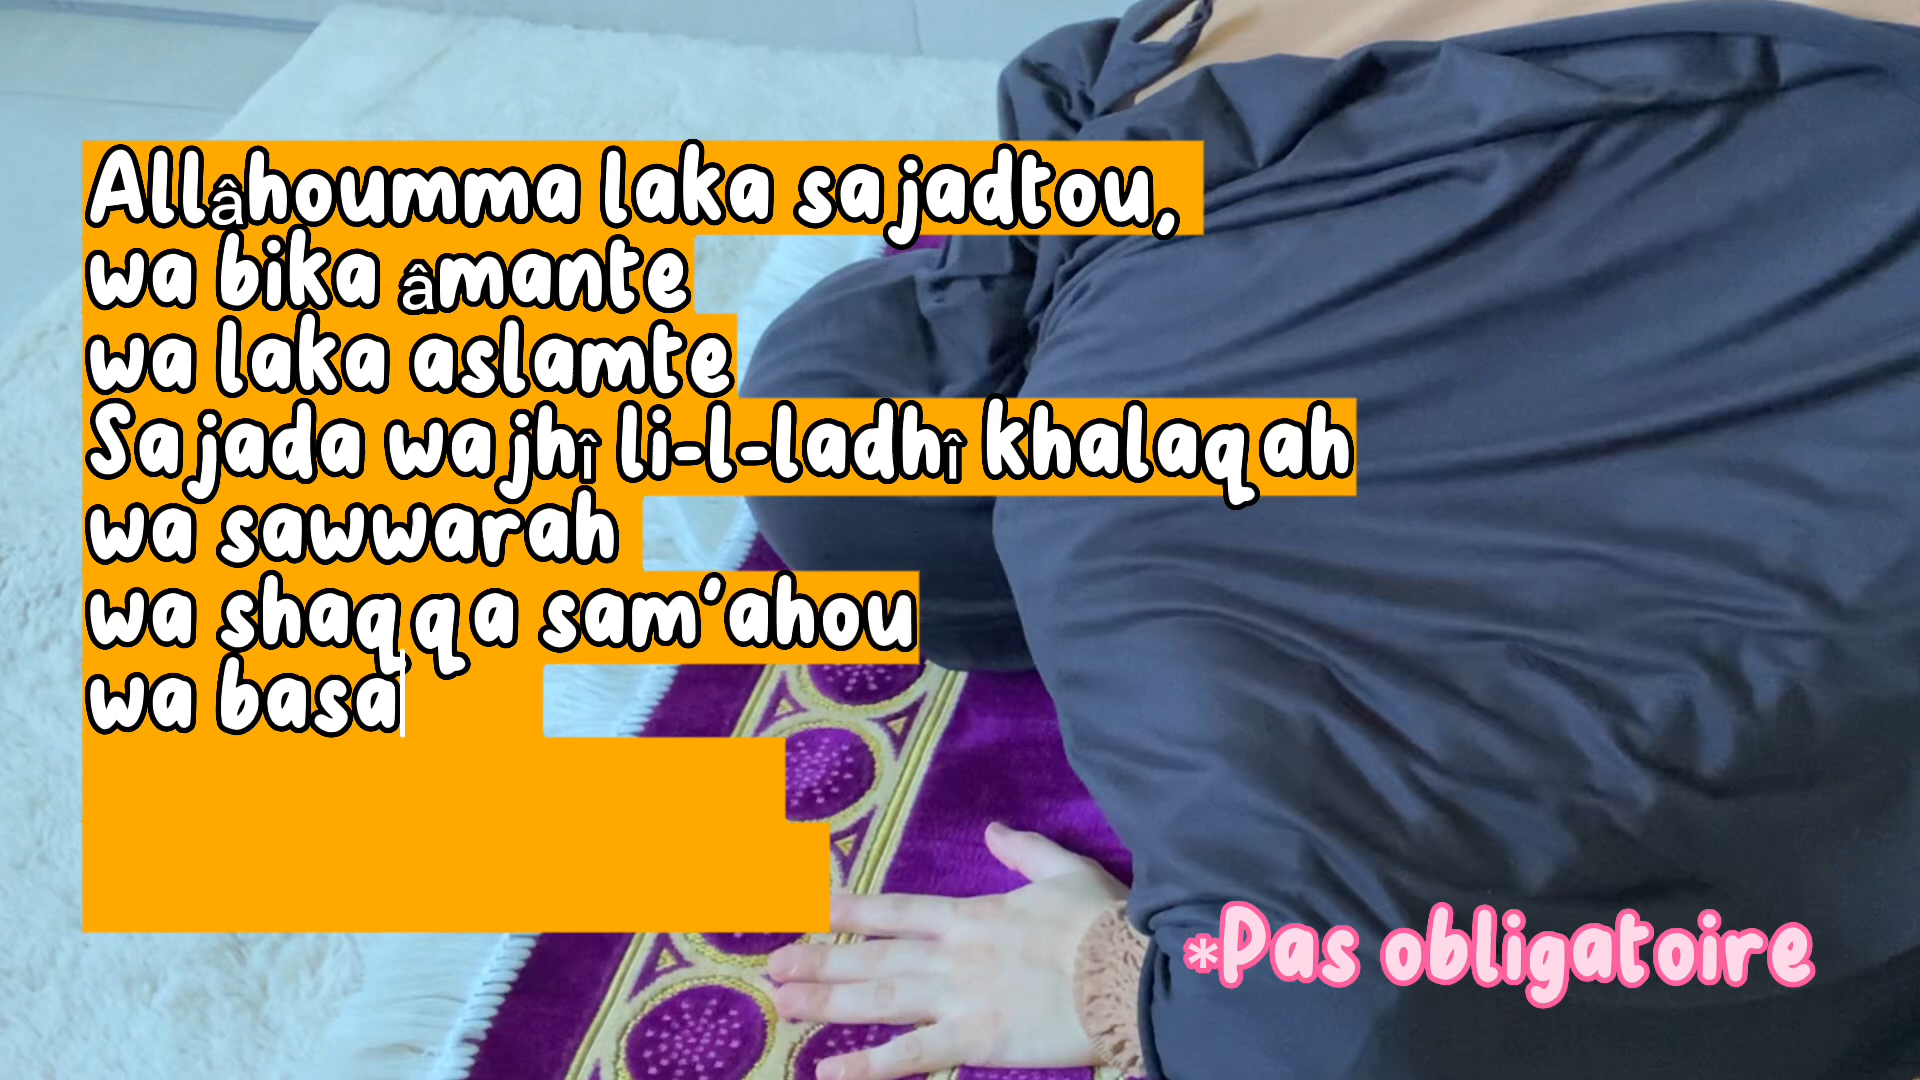 Allâhoumma laka sajadtou,
wa bika âmante
wa laka aslamte
Sajada wajhî li-l-ladhî khalaqah
wa sawwarah
wa shaqqa sam'ahou
wa basa
*Pas obligatoire